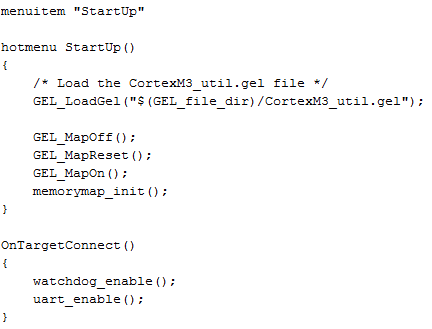 menuitem "StartUp"

hotmenu StartUp()
{
    /* Load the CortexM3_util.gel file */
    GEL_LoadGel("$(GEL_file_dir)/CortexM3_util.gel");

    GEL_MapOff();
    GEL_MapReset();
    GEL_MapOn();
    memorymap_init();
}

OnTargetConnect()
{
    watchdog_enable();
    uart_enable();
}